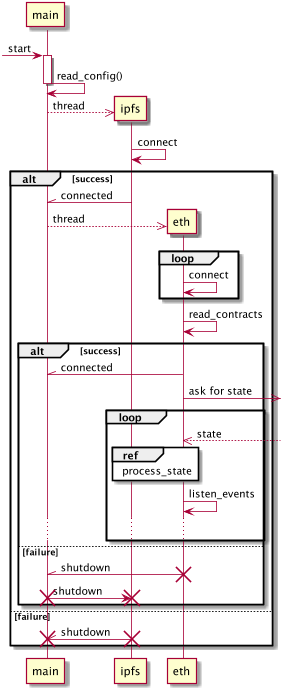 main
start
read_config()
thread
ipfs
connect
alt [success]
connected
thread
eth
loop
connect
read_contracts
alt [success]
connected
ask for state
loop
state
ref
process_state
listen_events
[failure]
shutdown
shutdown
[failure]
shutdown
main ipfs eth